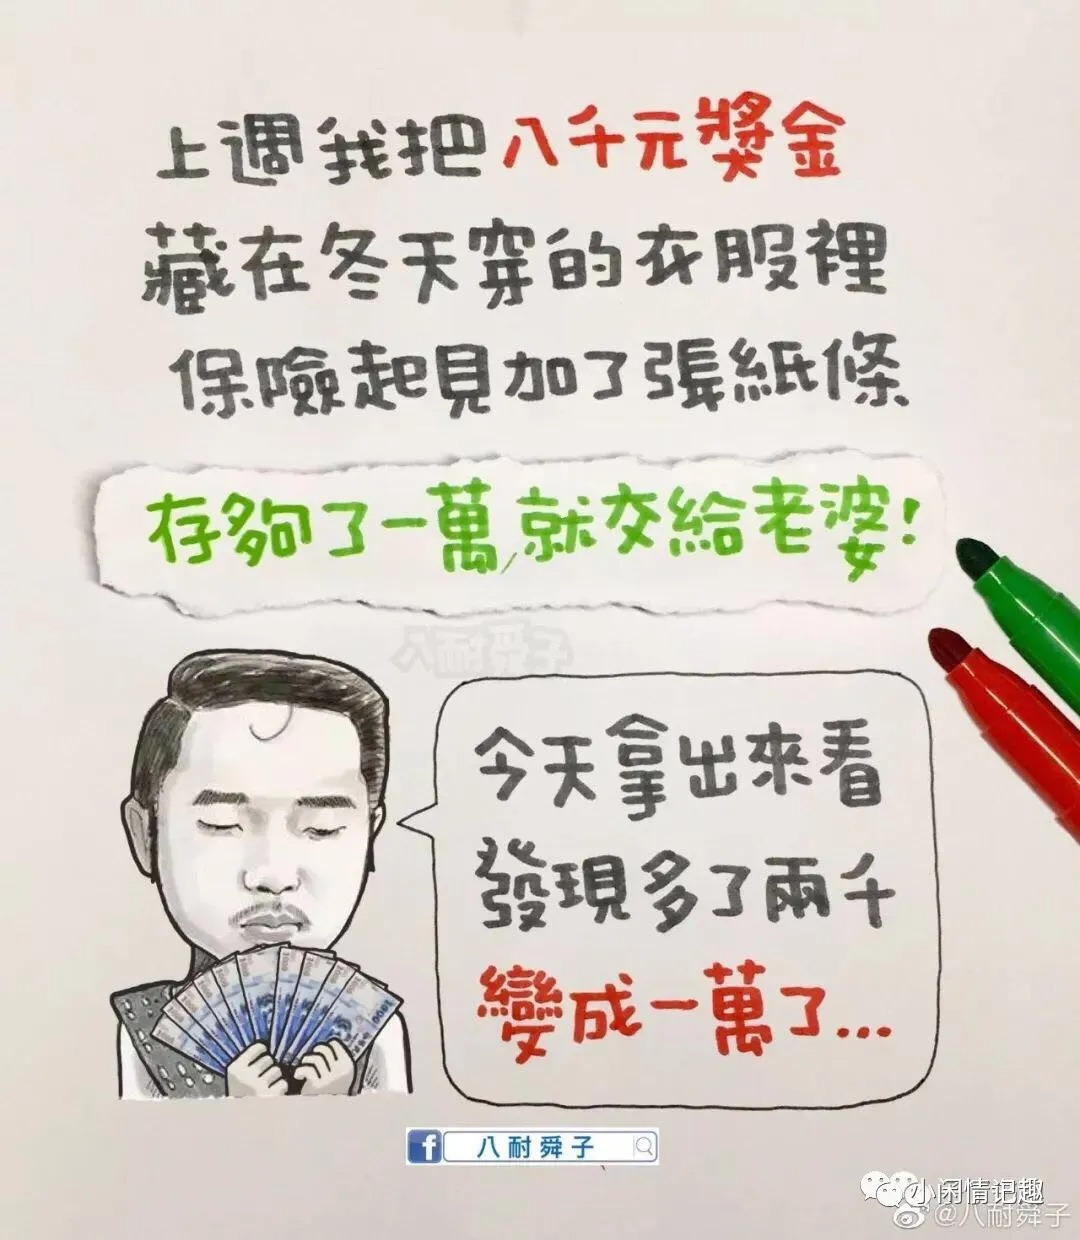 上週我把八千元獎金
藏在冬天穿的衣服裡
保險起見加了張紙條
存夠了一萬,就交給老婆!
八耐舜子
今天拿出來看
發現多了兩千
變成一萬了...
f 八耐舜子
小闲情记趣
@八耐舜子